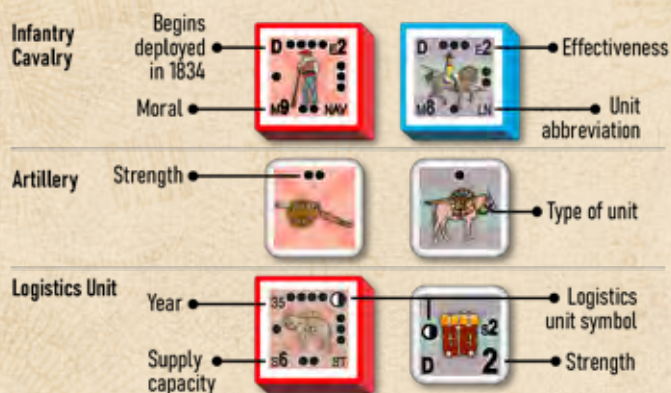 Infantry
Cavalry
Begins
deployed
in 1834
Moral
D E2
M9 NAV
D E2
M8 LN
Effectiveness
Unit
abbreviation
Artillery
Strength
Type of unit
Logistics Unit
Year
Supply
capacity
35
S6 ST
S2
D 2
Logistics
unit symbol
Strength